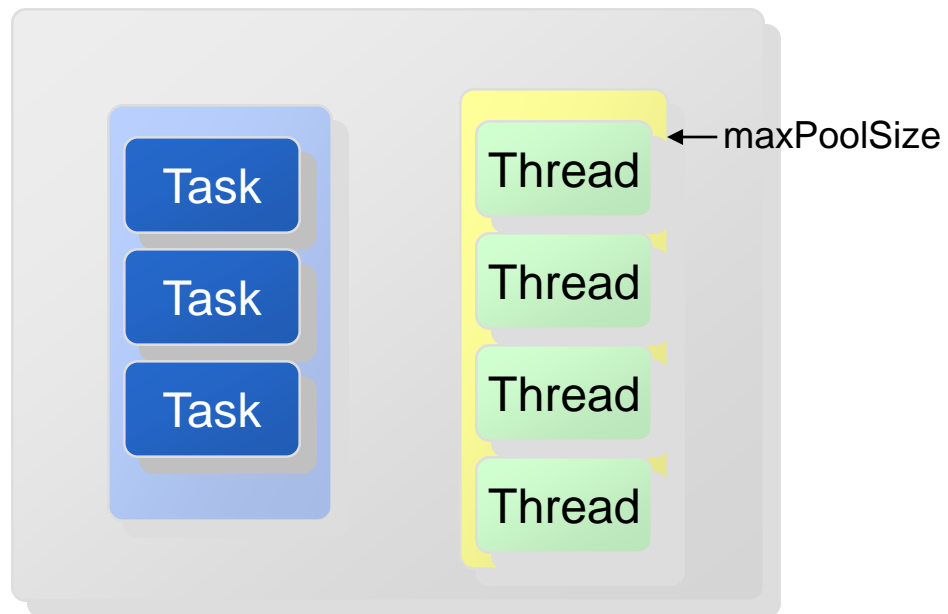 Task
Task
Task
Thread
Thread
Thread
Thread
maxPoolSize